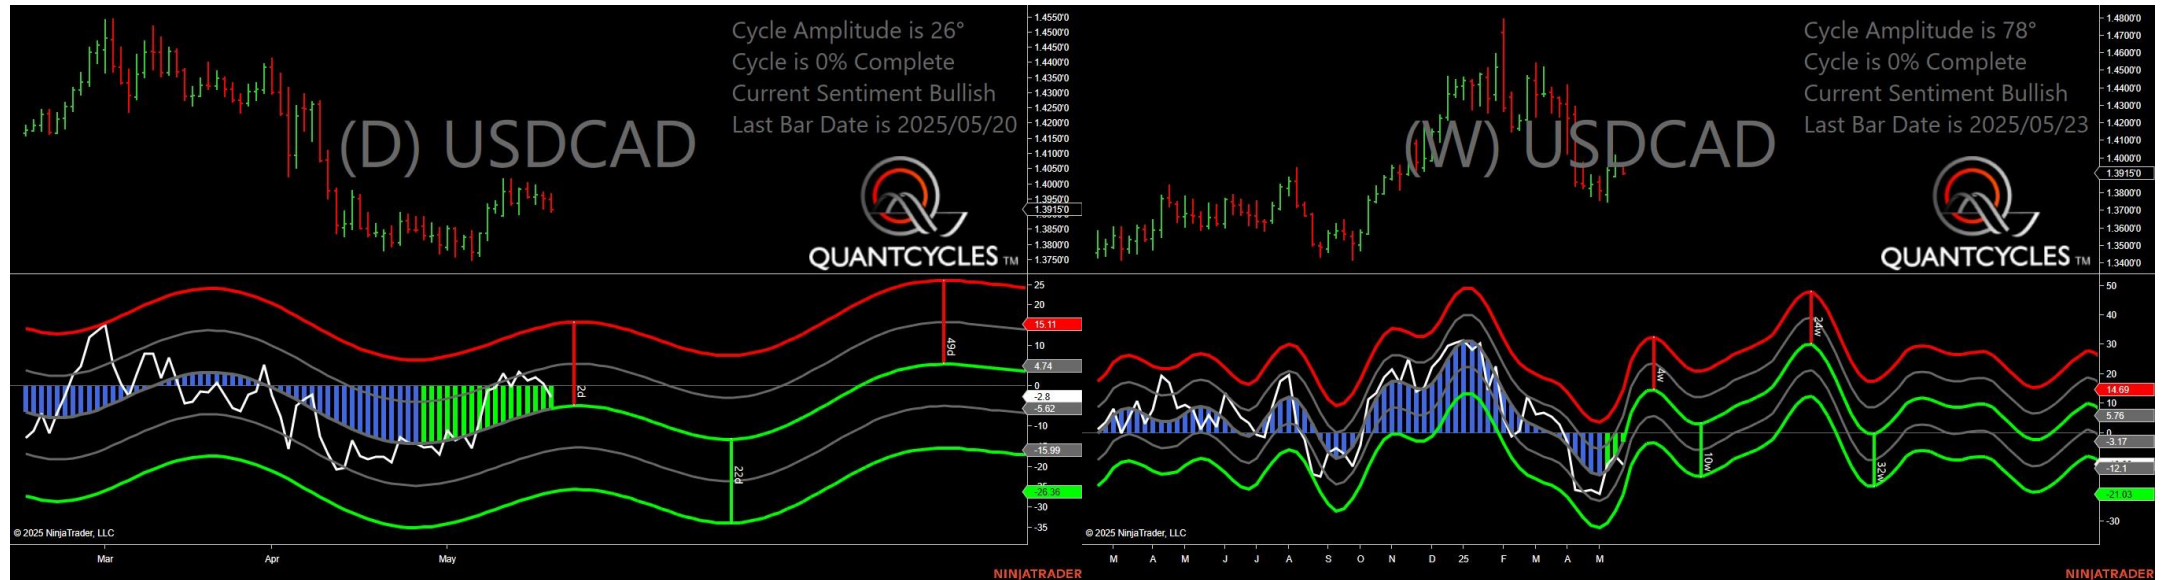 Cycle Amplitude is 26°
Cycle is 0% Complete
Current Sentiment Bullish
Last Bar Date is 2025/05/20
(D) USDCAD
QUANTCYCLES TM
1.4550'0
1.4500'0
1.4450'0
1.4400'0
1.4350'0
1.4300'0
1.4250'0
1.4200'0
1.4150'0
1.4100'0
1.4050'0
1.4000'0
1.3950'0
1.3915'0
1.3850'0
1.3800'0
1.3750'0
25
20
15.11
10
4.74
0
-2.8
-5.62
-10
-15.99
-20
-26.36
-30
-35
2d
22d
49d
© 2025 NinjaTrader, LLC
Mar
Apr
May
NINJATRADER
Cycle Amplitude is 78°
Cycle is 0% Complete
Current Sentiment Bullish
Last Bar Date is 2025/05/23
(W) USDCAD
QUANTCYCLES TM
1.4800'0
1.4700'0
1.4600'0
1.4500'0
1.4400'0
1.4300'0
1.4200'0
1.4100'0
1.4000'0
1.3915'0
1.3800'0
1.3700'0
1.3600'0
1.3500'0
1.3400'0
50
40
30
20
14.69
10
5.76
0
-3.17
-12.1
-21.03
-30
4w
10w
24w
32w
© 2025 NinjaTrader, LLC
M
A
M
J
J
A
S
O
N
D
25
F
M
A
M
NINJATRADER